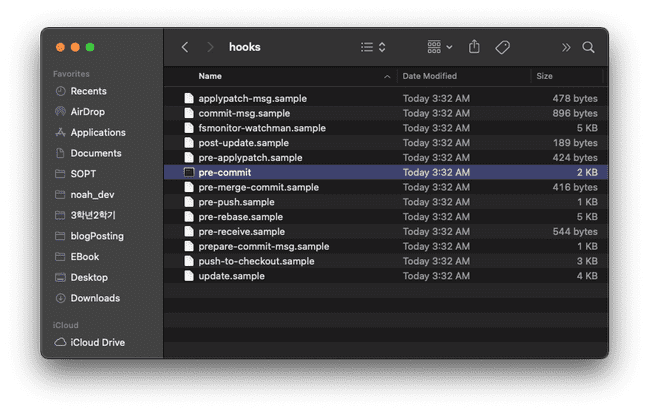 hooks
Favorites
Recents
AirDrop
Applications
Documents
SOPT
noah_dev
3학년2학기
blogPosting
EBook
Desktop
Downloads
iCloud
iCloud Drive
Name Date Modified Size
applypatch-msg.sample Today 3:32 AM 478 bytes
commit-msg.sample Today 3:32 AM 896 bytes
fsmonitor-watchman.sample Today 3:32 AM 5 KB
post-update.sample Today 3:32 AM 189 bytes
pre-applypatch.sample Today 3:32 AM 424 bytes
pre-commit Today 3:32 AM 2 KB
pre-merge-commit.sample Today 3:32 AM 416 bytes
pre-push.sample Today 3:32 AM 1 KB
pre-rebase.sample Today 3:32 AM 5 KB
pre-receive.sample Today 3:32 AM 544 bytes
prepare-commit-msg.sample Today 3:32 AM 1 KB
push-to-checkout.sample Today 3:32 AM 3 KB
update.sample Today 3:32 AM 4 KB